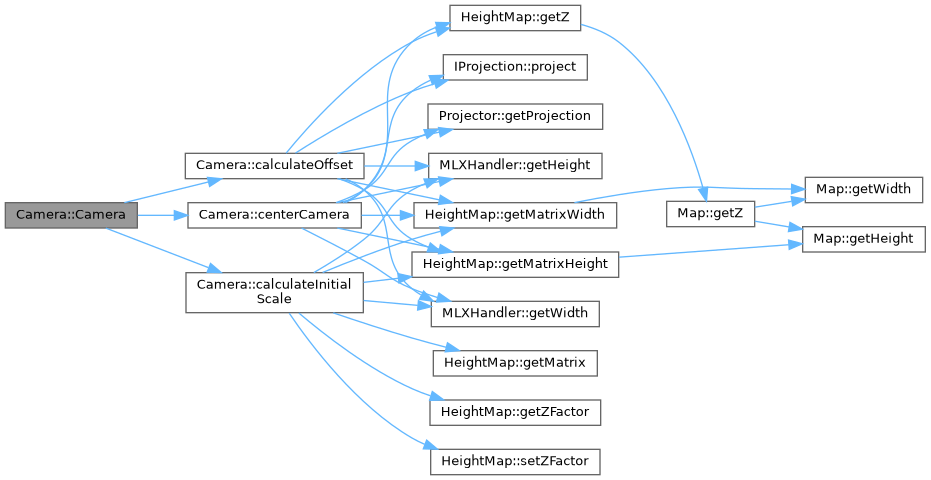 HeightMap::getZ
IProjection::project
Projector::getProjection
Camera::calculateOffset
MLXHandler::getHeight
Map::getWidth
Camera::Camera
Camera::centerCamera
HeightMap::getMatrixWidth
Map::getZ
Map::getHeight
HeightMap::getMatrixHeight
Camera::calculateInitial
Scale
MLXHandler::getWidth
HeightMap::getMatrix
HeightMap::getZFactor
HeightMap::setZFactor